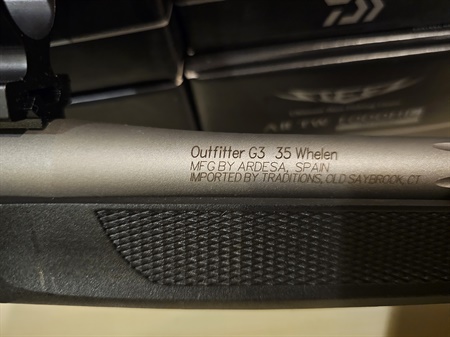 Outfitter G3 35 Whelen
MFG BY ARDESA, SPAIN
IMPORTED BY TRADITIONS, OLD SAYBROOK, CT